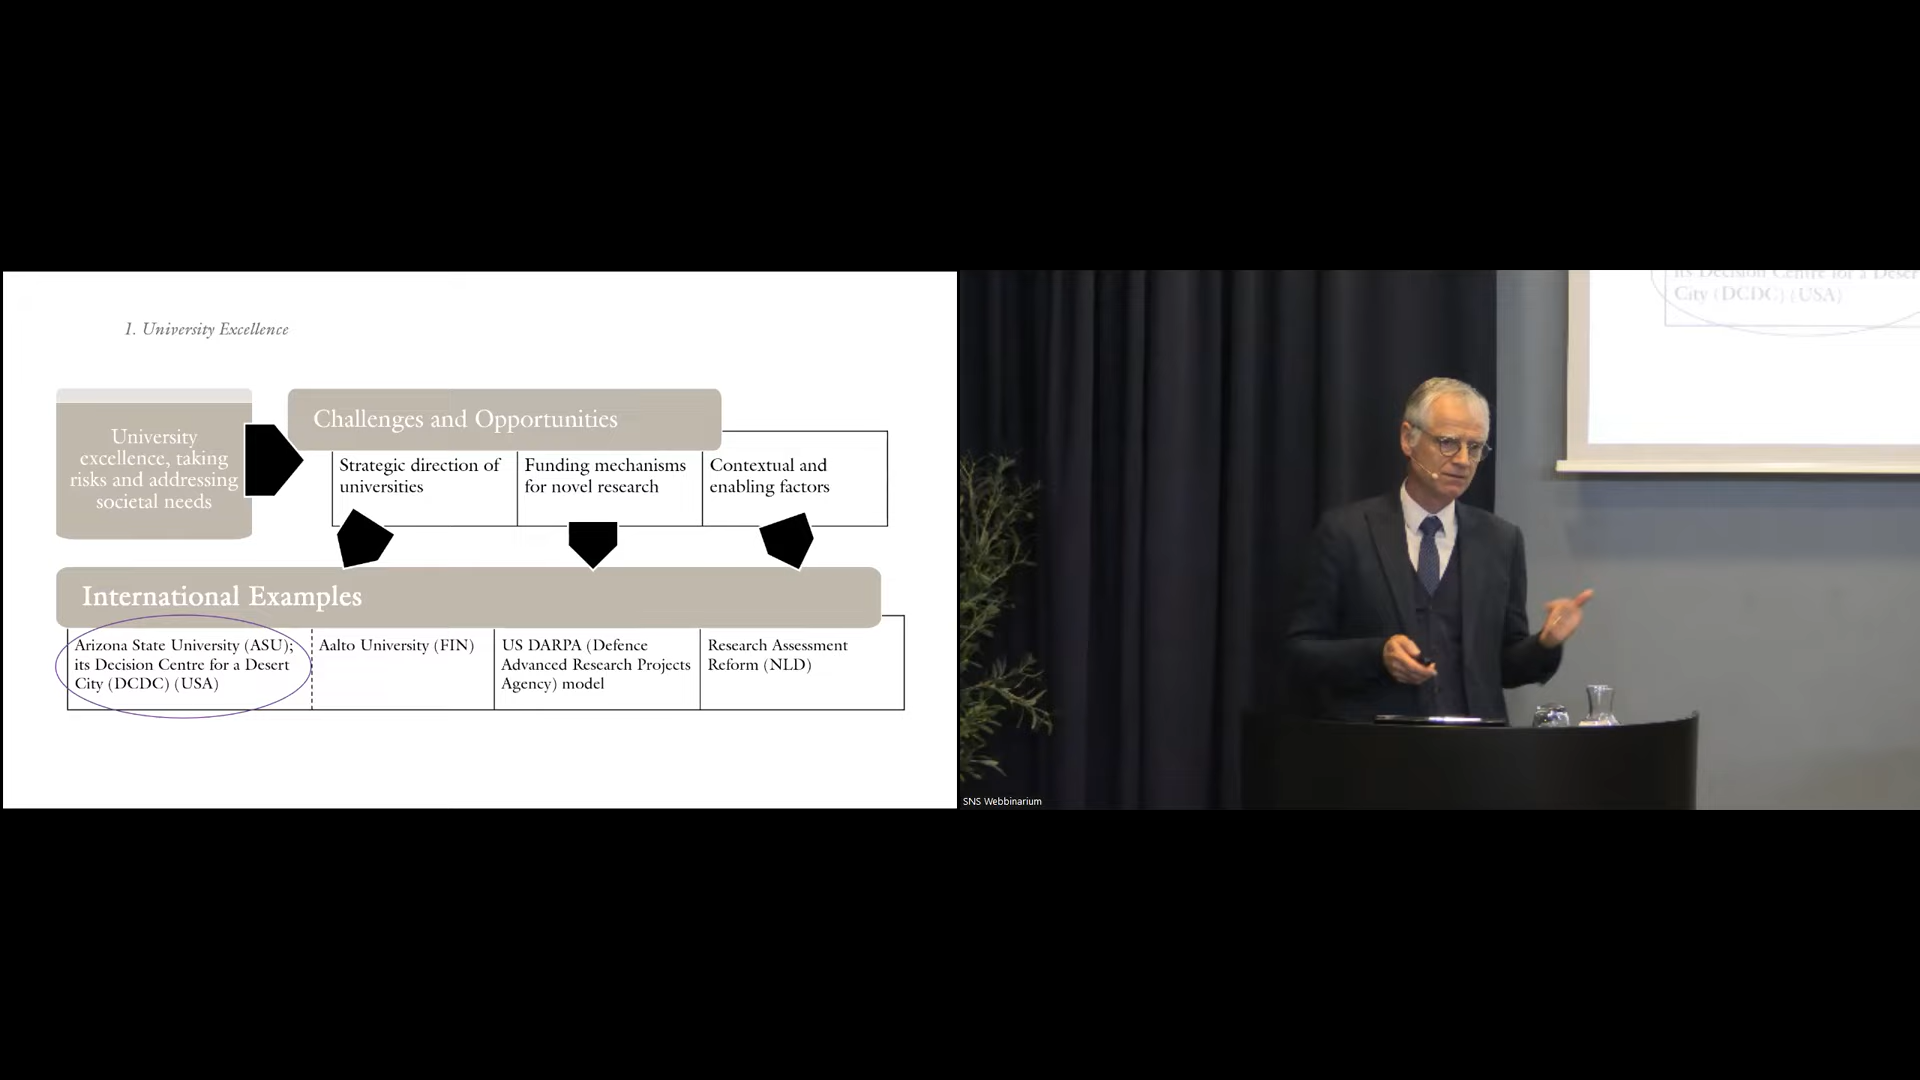 1. University Excellence
University
excellence, taking
risks and addressing
societal needs
Challenges and Opportunities
Strategic direction of
universities
Funding mechanisms
for novel research
Contextual and
enabling factors
International Examples
Arizona State University (ASU);
its Decision Centre for a Desert
City (DCDC) (USA)
Aalto University (FIN)
US DARPA (Defence
Advanced Research Projects
Agency) model
Research Assessment
Reform (NLD)
its Decision Centre for a Desert
City (DCDC) (USA)
SNS Webbinarium